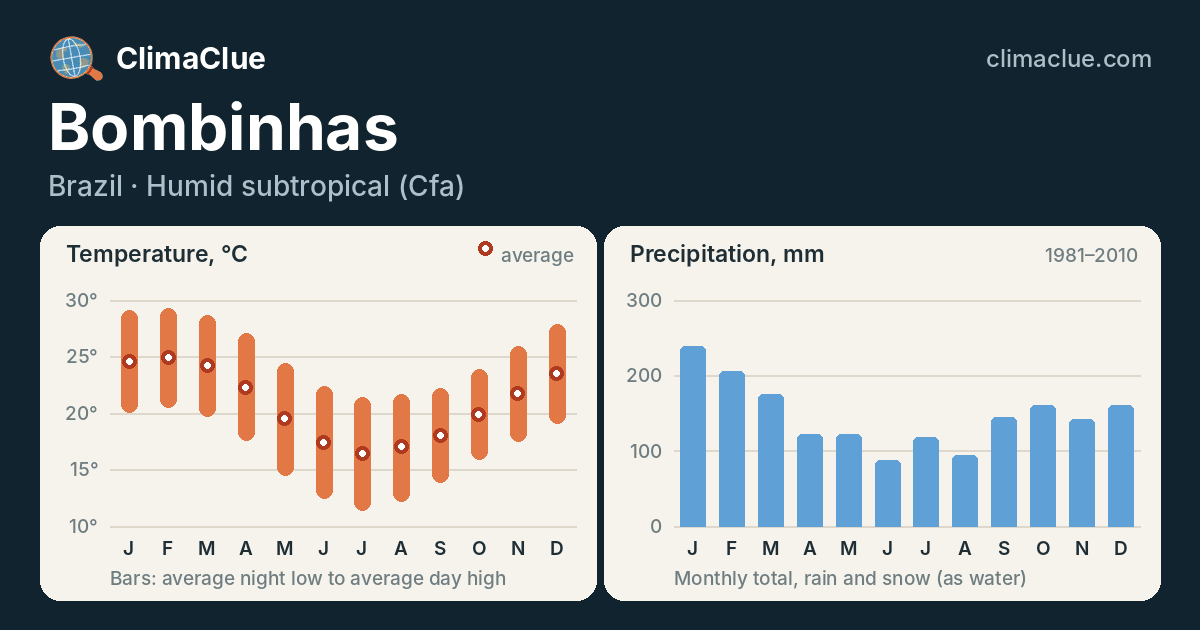 ClimaClue
climaclue.com
Bombinhas
Brazil · Humid subtropical (Cfa)
Temperature, °C
average
30°
25°
20°
15°
10°
J F M A M J J A S O N D
Bars: average night low to average day high
Precipitation, mm
1981–2010
300
200
100
0
J F M A M J J A S O N D
Monthly total, rain and snow (as water)